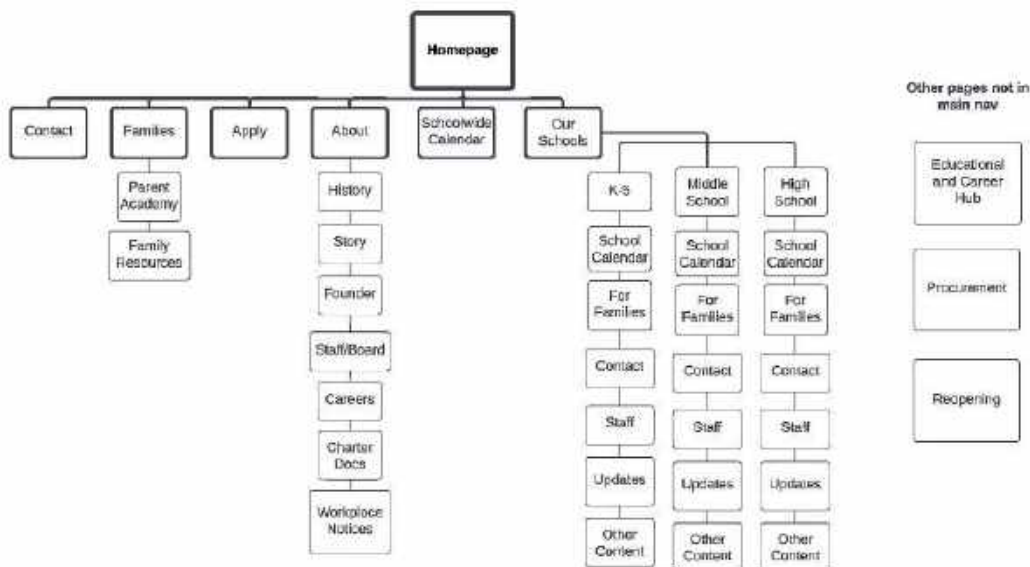 Homepage
Other pages not in
main nav
Contact
Families
Apply
About
Schoolwide
Calendar
Our
Schools
Parent
Academy
Family
Resources
History
Story
Founder
Staff/Board
Careers
Charter
Docs
Workplace
Notices
K-5
School
Calendar
For
Families
Contact
Staff
Updates
Other
Content
Middle
School
School
Calendar
For
Families
Contact
Staff
Updates
Other
Content
High
School
School
Calendar
For
Families
Contact
Staff
Updates
Other
Content
Educational
and Career
Hub
Procurement
Reopening